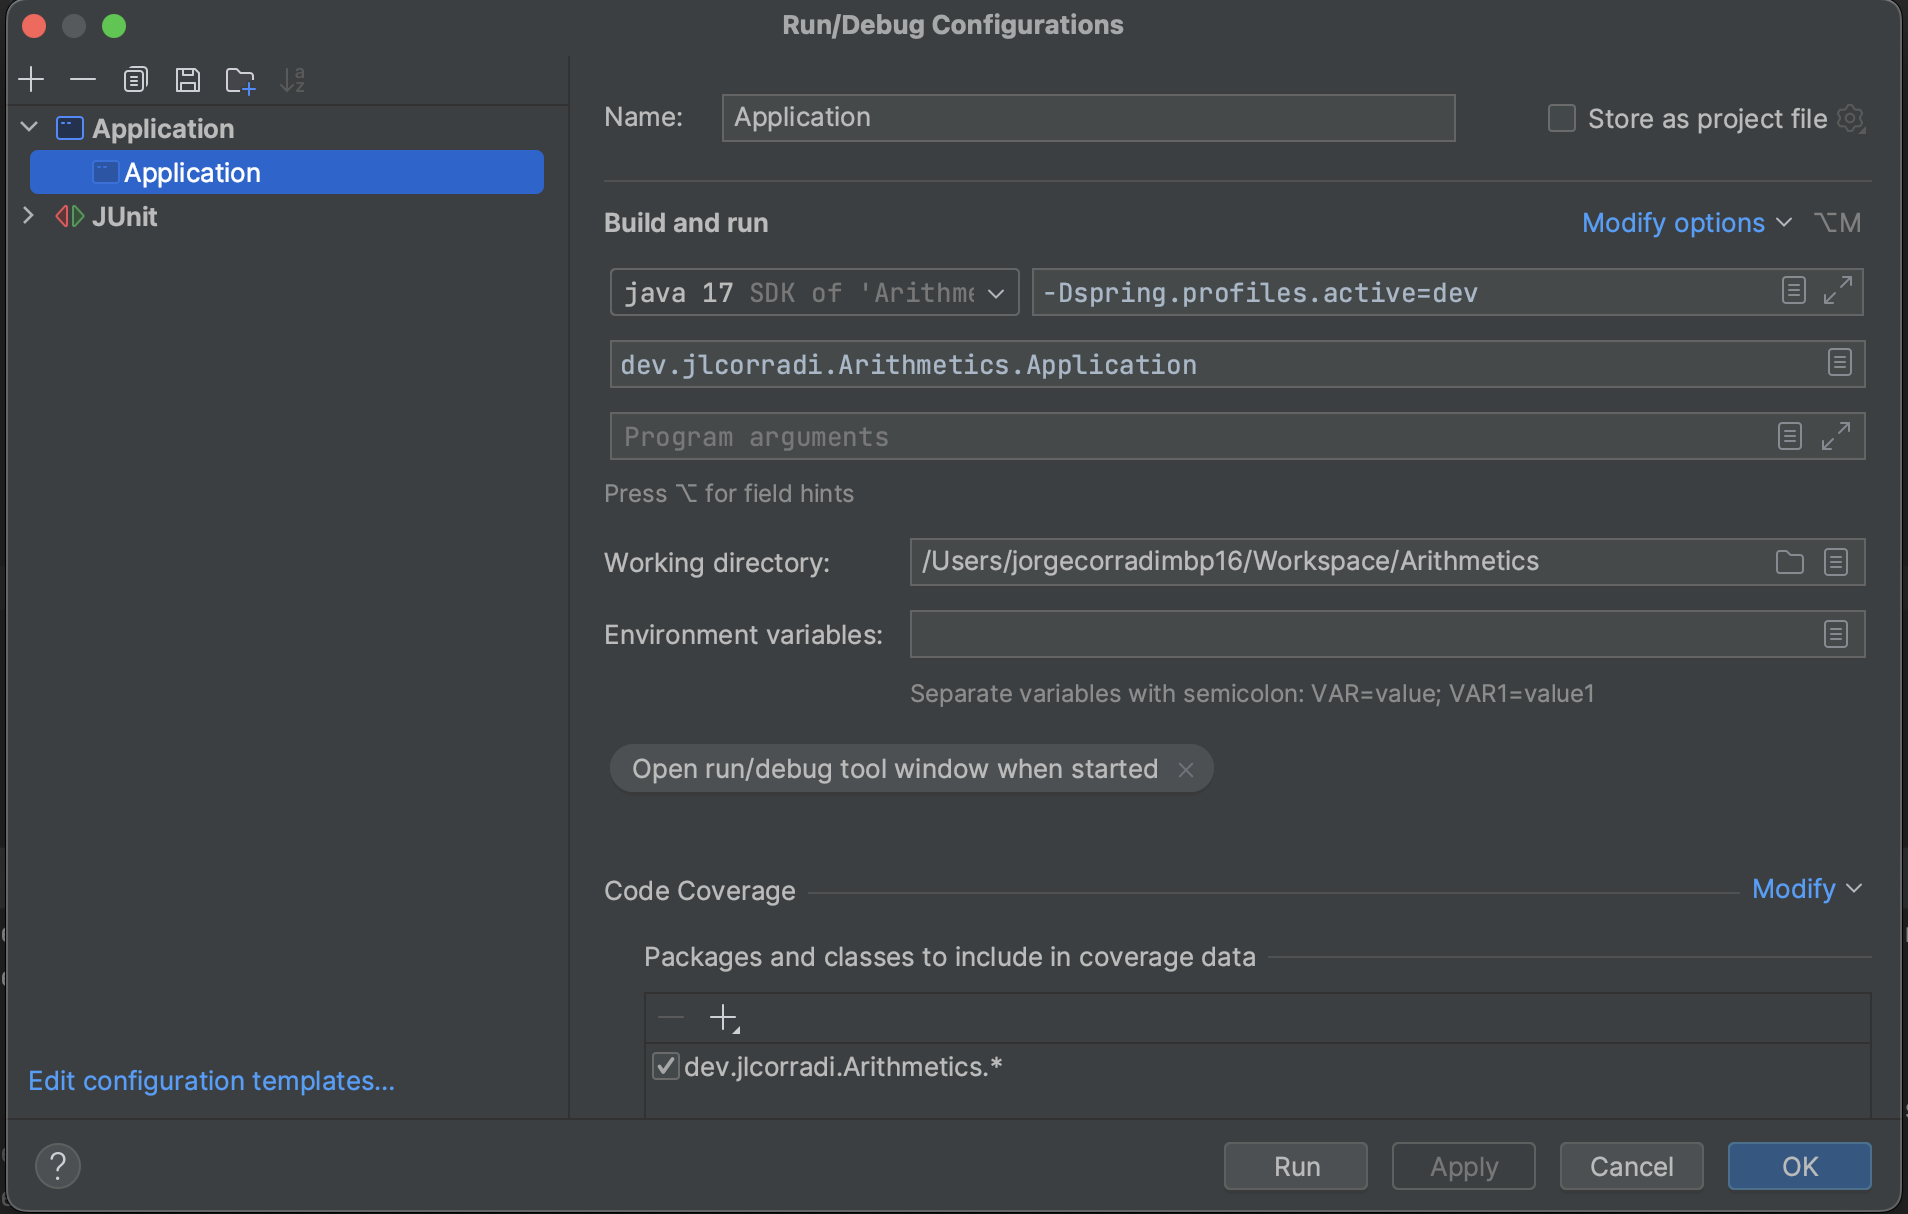 Run/Debug Configurations
Application
Application
JUnit
Edit configuration templates...
Name: Application
Store as project file
Build and run
Modify options ⌥M
java 17 SDK of 'Arithme
-Dspring.profiles.active=dev
dev.jlcorradi.Arithmetics.Application
Program arguments
Press ⌥ for field hints
Working directory: /Users/jorgecorradimbp16/Workspace/Arithmetics
Environment variables:
Separate variables with semicolon: VAR=value; VAR1=value1
Open run/debug tool window when started
Code Coverage
Modify
Packages and classes to include in coverage data
dev.jlcorradi.Arithmetics.*
?
Run Apply Cancel OK